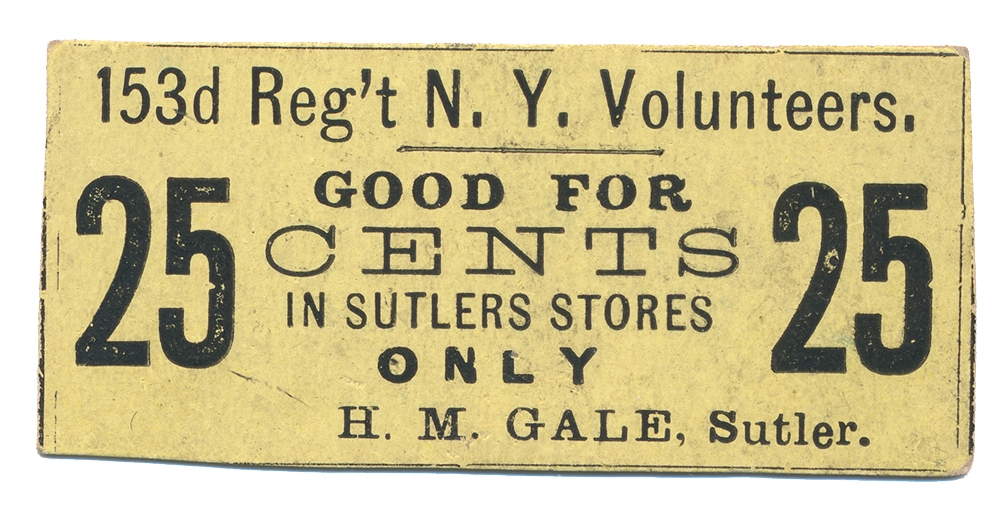 153d Reg't N. Y. Volunteers.
25 GOOD FOR 25
CENTS
IN SUTLERS STORES
ONLY
H. M. GALE, Sutler.